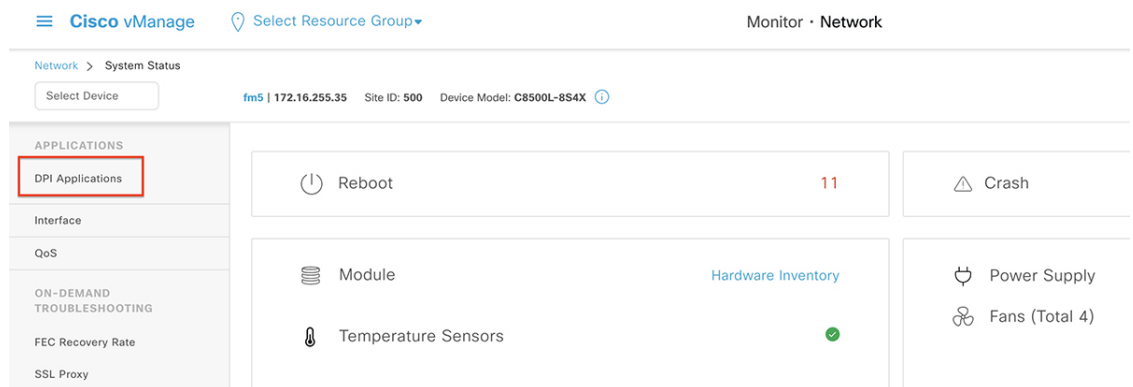 Cisco vManage
Select Resource Group
Monitor · Network
Network > System Status
Select Device
fm5 | 172.16.255.35 Site ID: 500 Device Model: C8500L-8S4X
APPLICATIONS
DPI Applications
Interface
QoS
ON-DEMAND
TROUBLESHOOTING
FEC Recovery Rate
SSL Proxy
Reboot 11
Crash
Module Hardware Inventory
Temperature Sensors
Power Supply
Fans (Total 4)